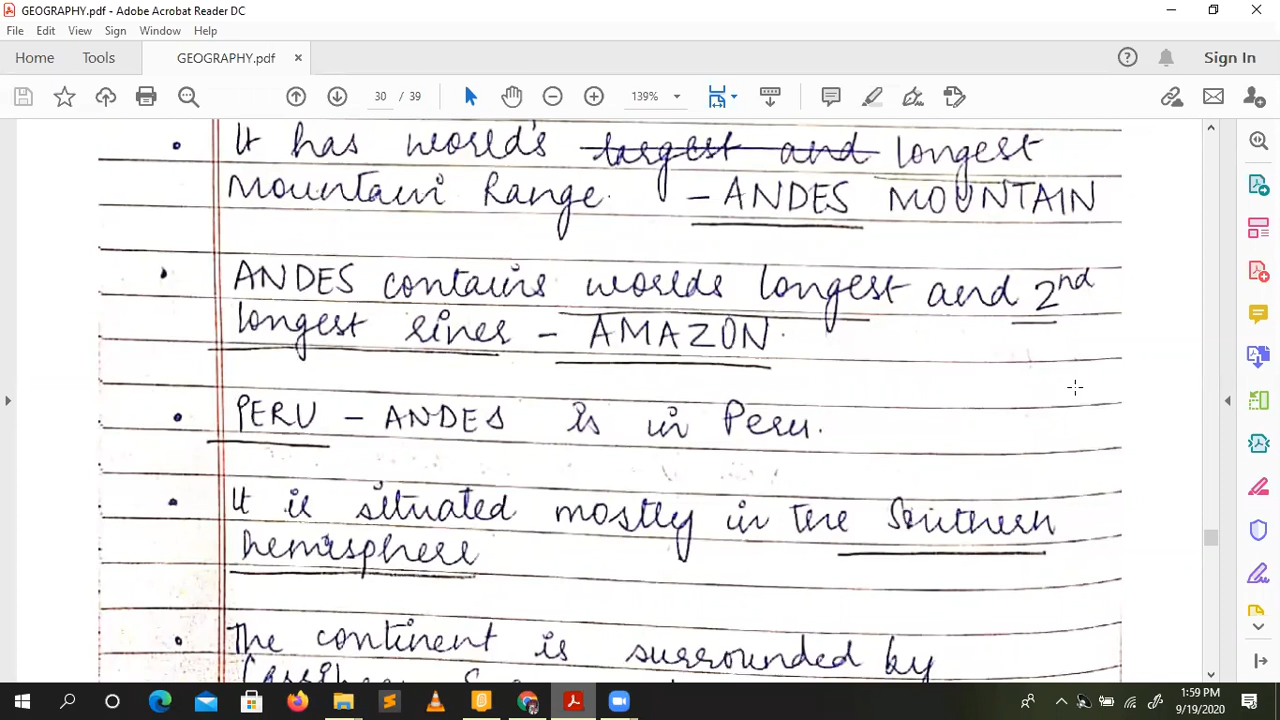 GEOGRAPHY.pdf - Adobe Acrobat Reader DC
File Edit View Sign Window Help
Home Tools GEOGRAPHY.pdf × Sign In
30 / 39 139%
• It has world's largest and longest
Mountain Range. - ANDES MOUNTAIN
• ANDES contains worlds longest and 2nd
longest river - AMAZON.
• PERU - ANDES is in Peru.
• It is situated mostly in the Southern
hemisphere
• The continent is surrounded by
1:59 PM
9/19/2020